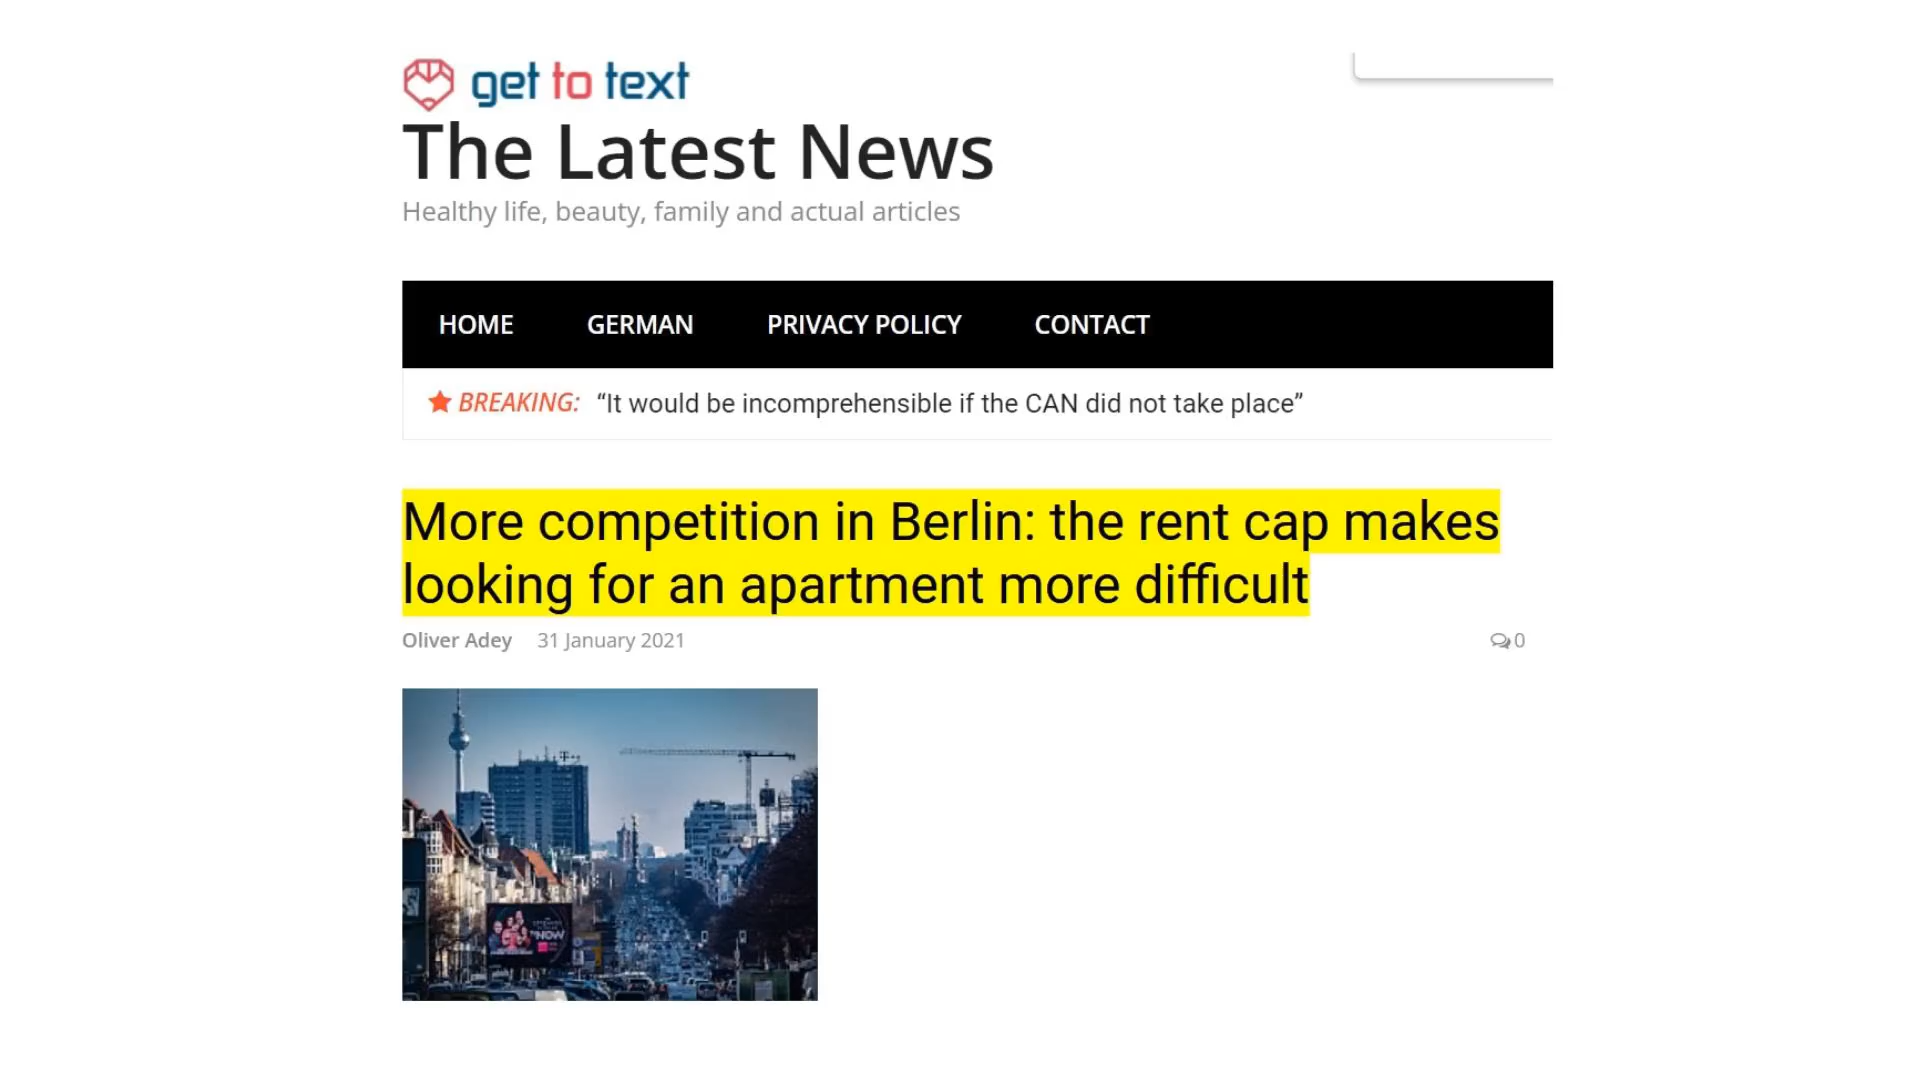 get to text
The Latest News
Healthy life, beauty, family and actual articles
HOME GERMAN PRIVACY POLICY CONTACT
BREAKING: “It would be incomprehensible if the CAN did not take place”
More competition in Berlin: the rent cap makes
looking for an apartment more difficult
Oliver Adey 31 January 2021 0
NOW